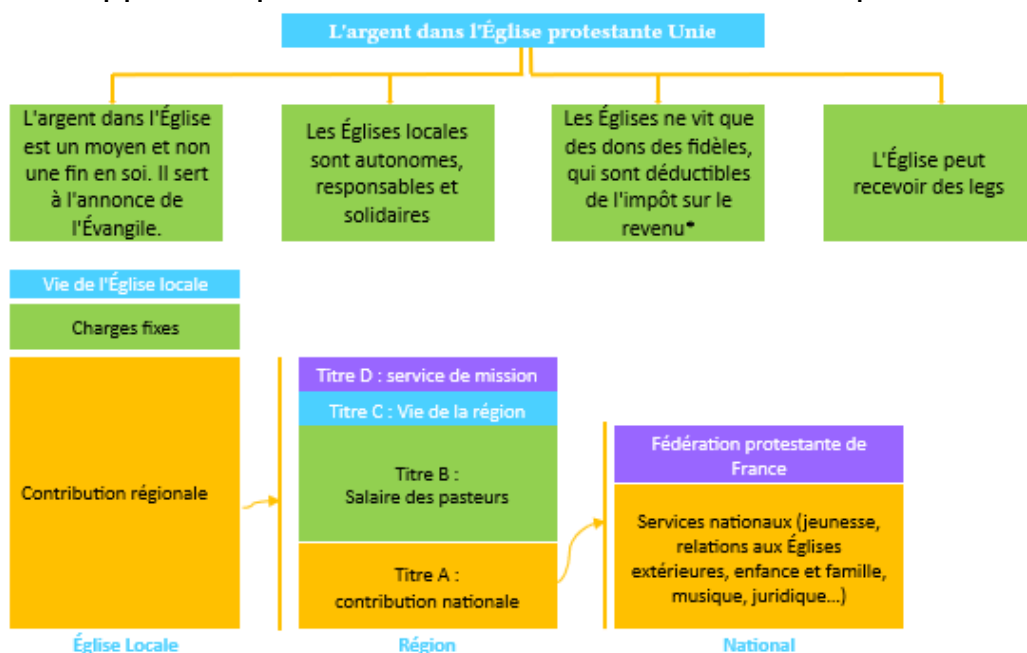 L'argent dans l'Église protestante Unie
L'argent dans l'Église
est un moyen et non
une fin en soi. Il sert
à l'annonce de
l'Évangile.
Les Églises locales
sont autonomes,
responsables et
solidaires
Les Églises ne vit que
des dons des fidèles,
qui sont déductibles
de l'impôt sur le
revenu*
L'Église peut
recevoir des legs
Vie de l'Église locale
Charges fixes
Contribution régionale
Église Locale
Titre D : service de mission
Titre C : Vie de la région
Titre B :
Salaire des pasteurs
Titre A :
contribution nationale
Région
Fédération protestante de
France
Services nationaux (jeunesse,
relations aux Églises
extérieures, enfance et famille,
musique, juridique...)
National